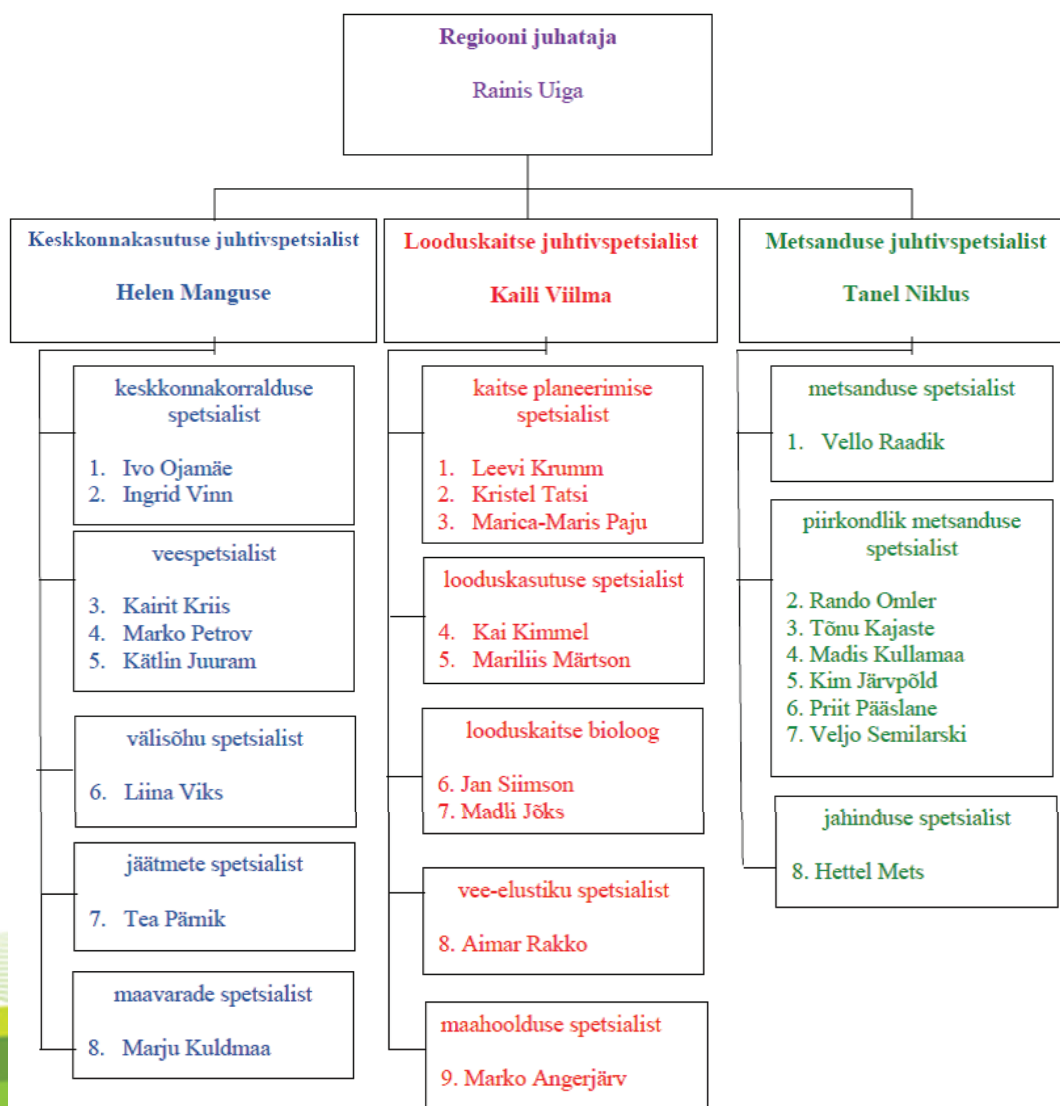 Regiooni juhataja
Rainis Uiga
Keskkonnakasutuse juhtivspetsialist
Helen Manguse
keskkonnakorralduse
spetsialist
1. Ivo Ojamäe
2. Ingrid Vinn
veespetsialist
3. Kairit Kriis
4. Marko Petrov
5. Kätlin Juuram
välisõhu spetsialist
6. Liina Viks
jäätmete spetsialist
7. Tea Pärnik
maavarade spetsialist
8. Marju Kuldmaa
Looduskaitse juhtivspetsialist
Kaili Viilma
kaitse planeerimise
spetsialist
1. Leevi Krumm
2. Kristel Tatsi
3. Marica-Maris Paju
looduskasutuse spetsialist
4. Kai Kimmel
5. Mariliis Märtson
looduskaitse bioloog
6. Jan Siimson
7. Madli Jõks
vee-elustiku spetsialist
8. Aimar Rakko
maahoolduse spetsialist
9. Marko Angerjärv
Metsanduse juhtivspetsialist
Tanel Niklus
metsanduse spetsialist
1. Vello Raadik
piirkondlik metsanduse
spetsialist
2. Rando Omler
3. Tõnu Kajaste
4. Madis Kullamaa
5. Kim Järvpõld
6. Priit Pääslane
7. Veljo Semilarski
jahinduse spetsialist
8. Hettel Mets